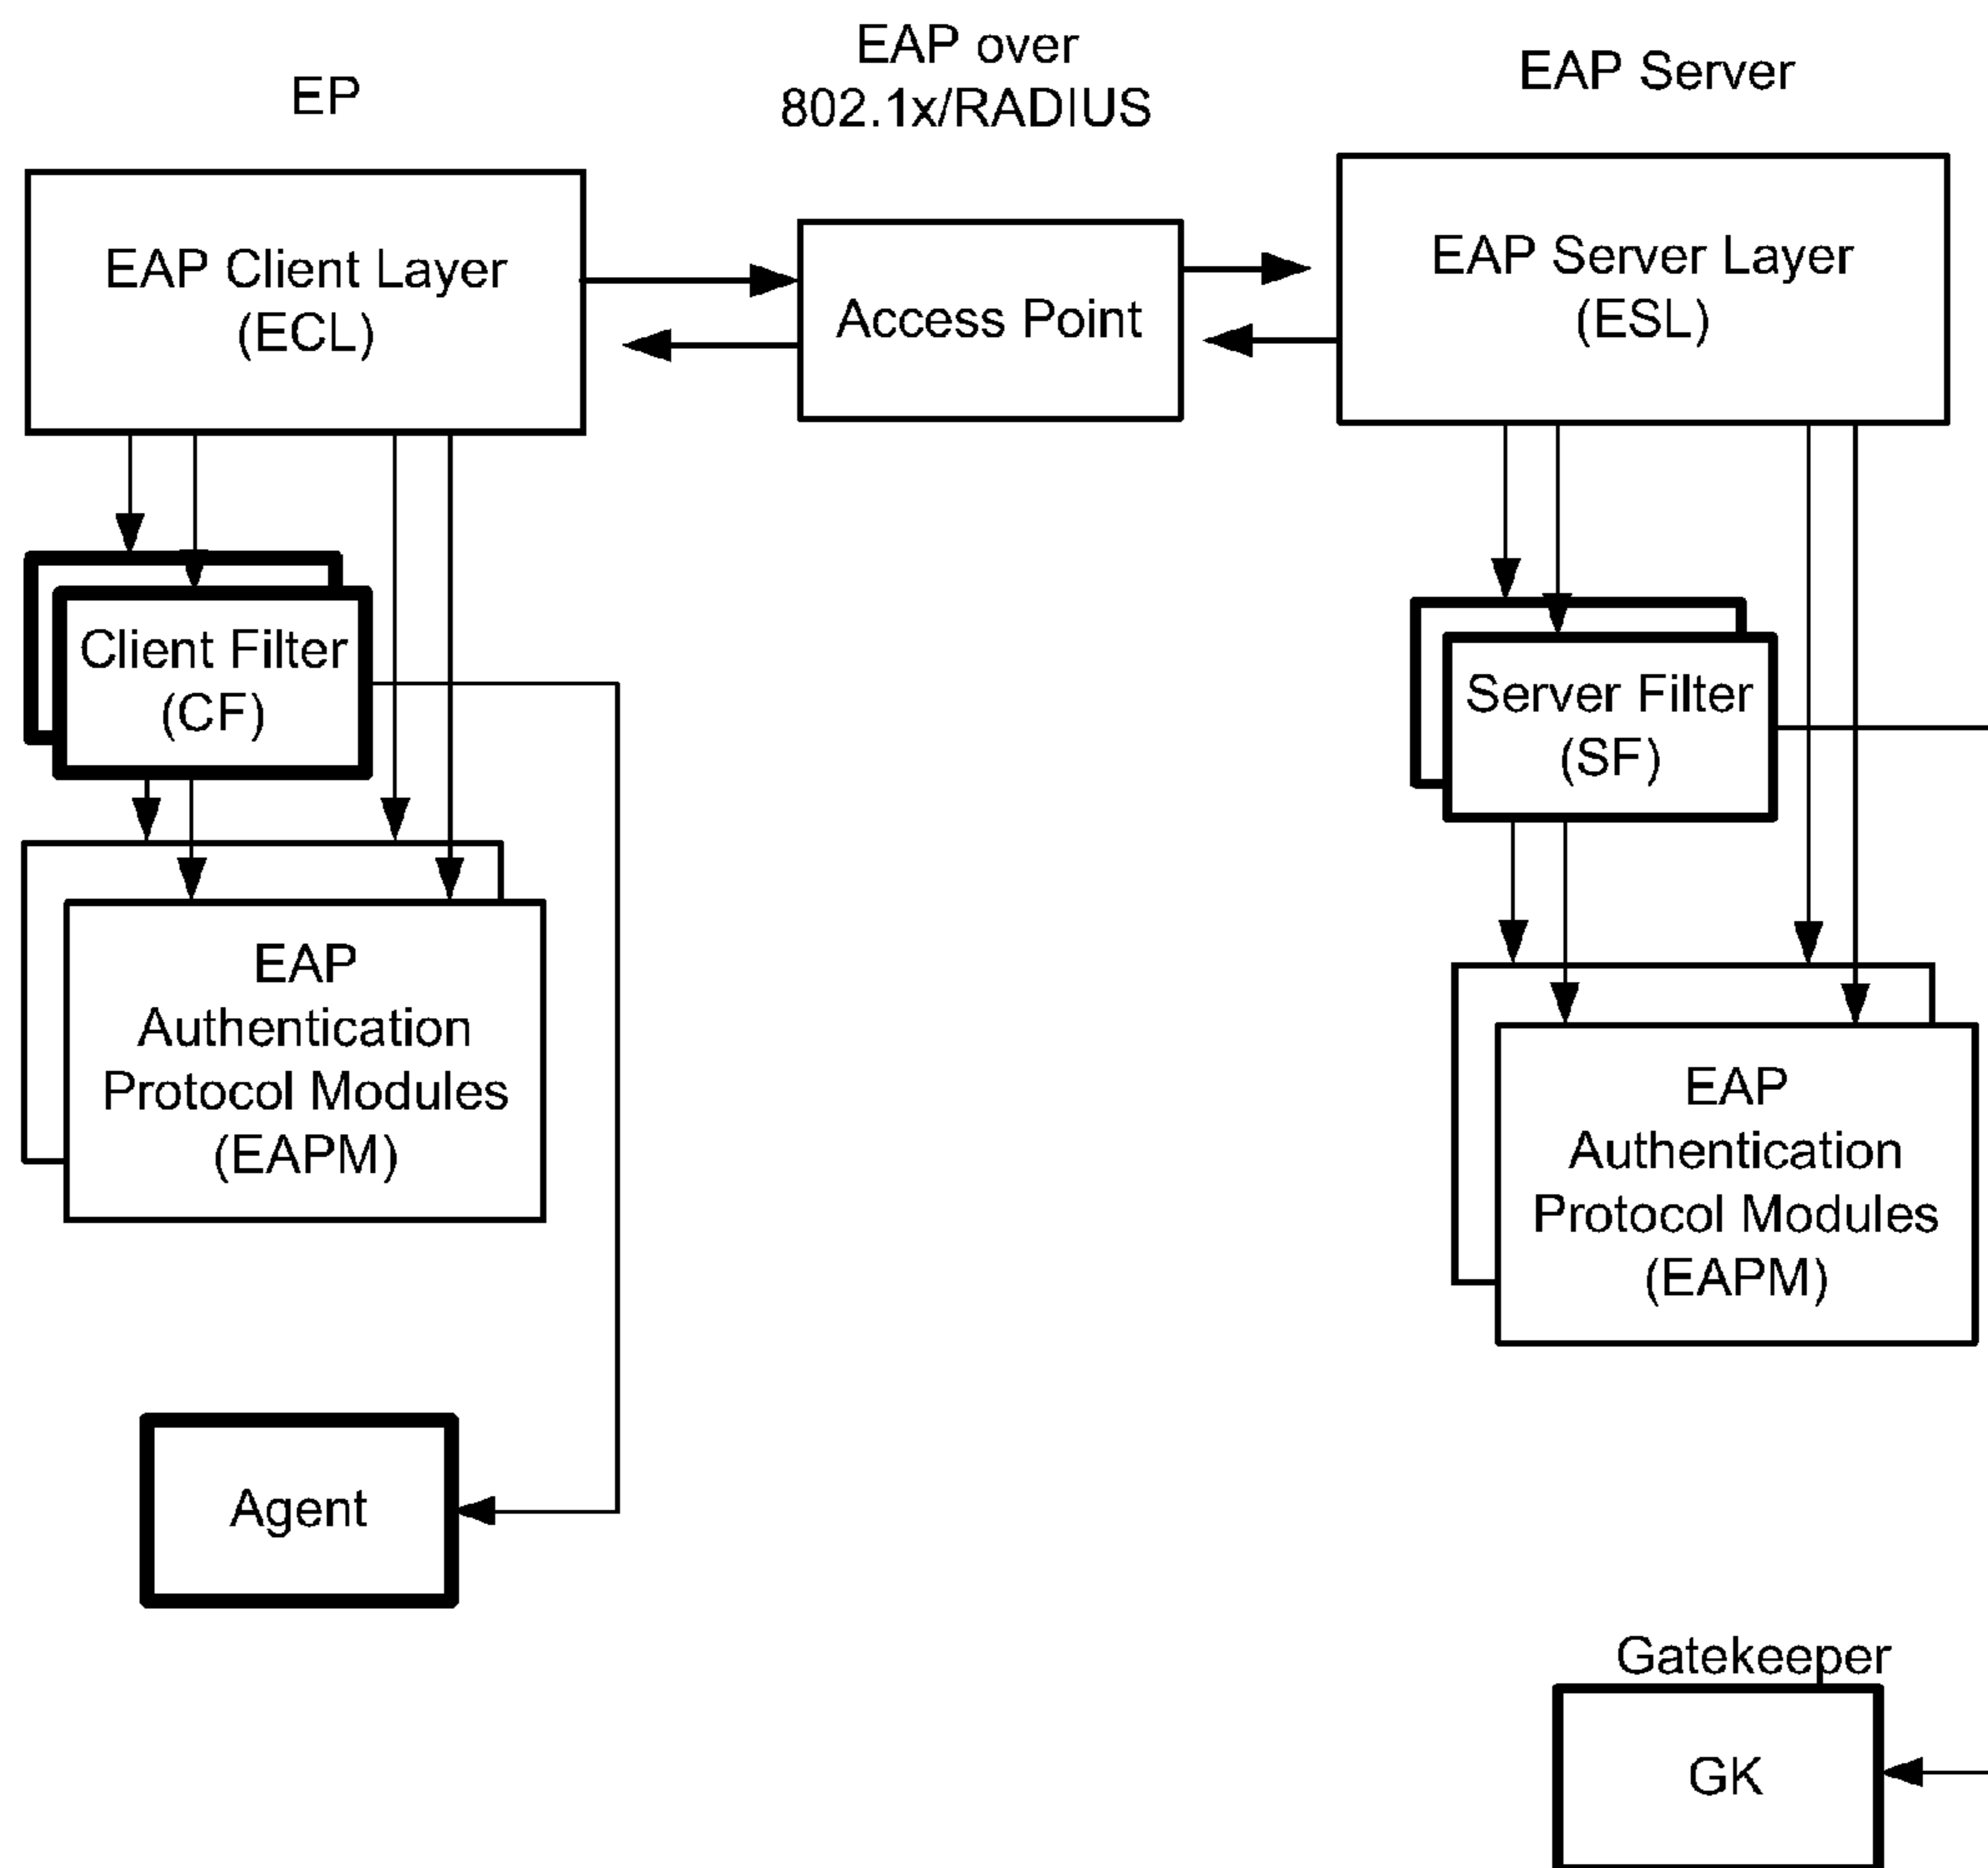 EP
EAP over
802.1x/RADIUS
EAP Server
EAP Client Layer
(ECL)
Access Point
EAP Server Layer
(ESL)
Client Filter
(CF)
Server Filter
(SF)
EAP
Authentication
Protocol Modules
(EAPM)
EAP
Authentication
Protocol Modules
(EAPM)
Agent
Gatekeeper
GK